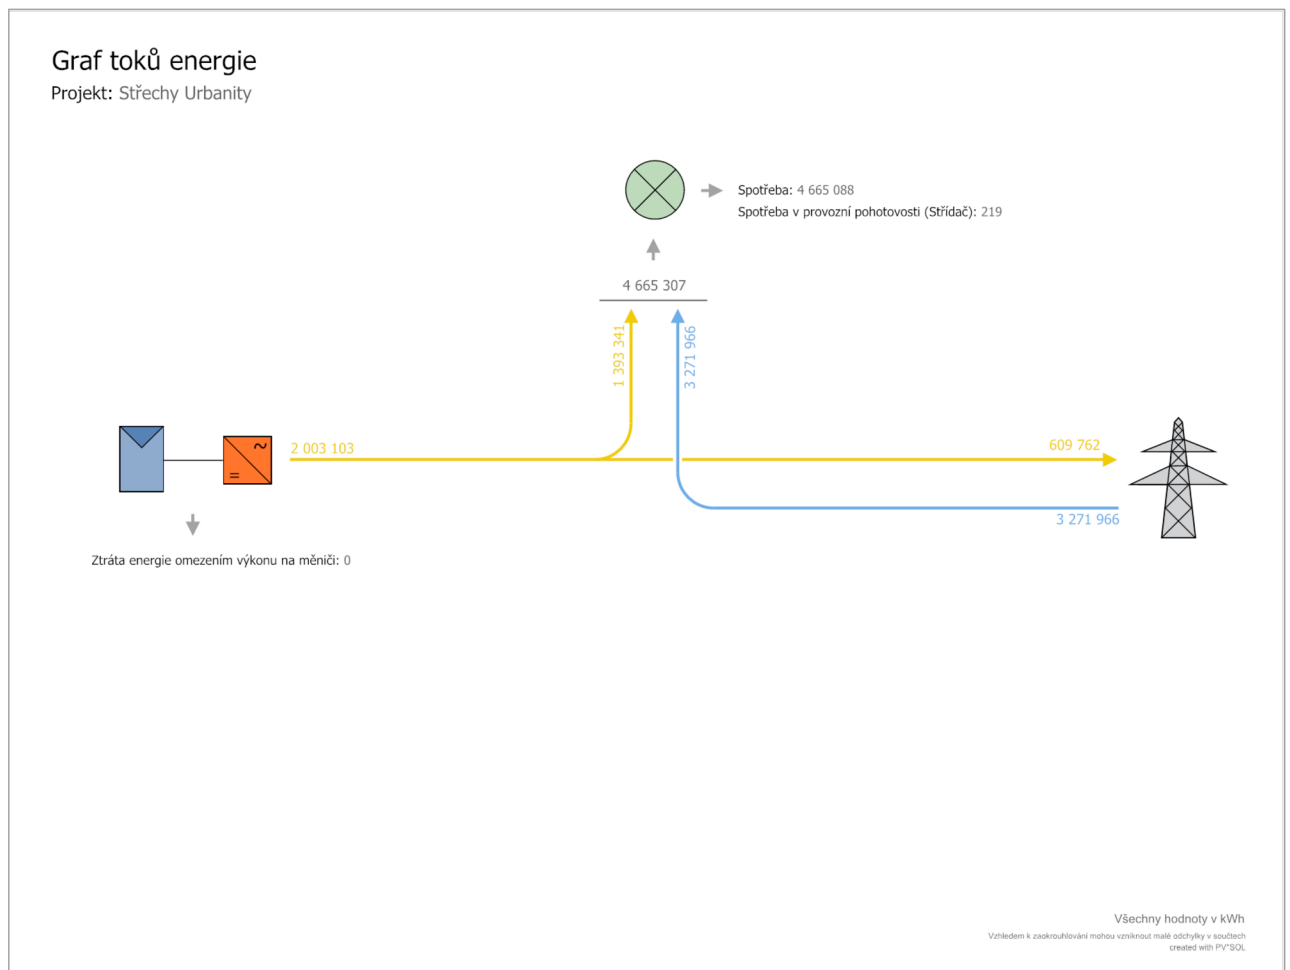 Graf toků energie
Projekt: Střechy Urbanity
Spotřeba: 4 665 088
Spotřeba v provozní pohotovosti (Střídač): 219
4 665 307
1 393 341
3 271 966
2 003 103
609 762
3 271 966
Ztráta energie omezením výkonu na měniči: 0
Všechny hodnoty v kWh
Vzhledem k zaokrouhlování mohou vzniknout malé odchylky v součtech
created with PV*SOL